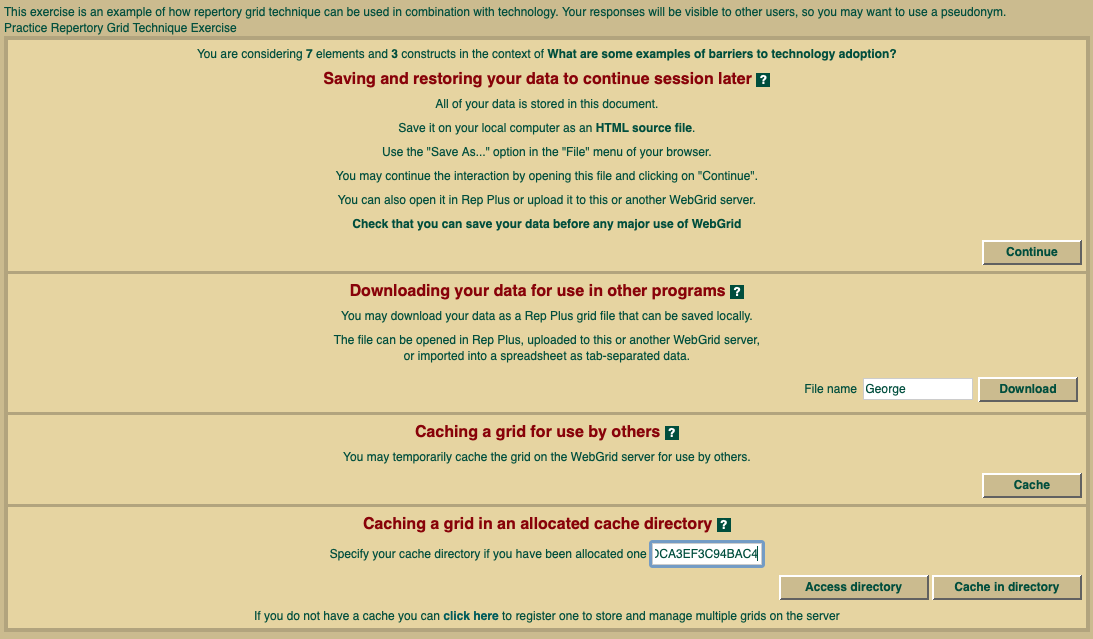 This exercise is an example of how repertory grid technique can be used in combination with technology. Your responses will be visible to other users, so you may want to use a pseudonym.
Practice Repertory Grid Technique Exercise
You are considering 7 elements and 3 constructs in the context of What are some examples of barriers to technology adoption?
Saving and restoring your data to continue session later ?
All of your data is stored in this document.
Save it on your local computer as an HTML source file.
Use the "Save As..." option in the "File" menu of your browser.
You may continue the interaction by opening this file and clicking on "Continue".
You can also open it in Rep Plus or upload it to this or another WebGrid server.
Check that you can save your data before any major use of WebGrid
Continue
Downloading your data for use in other programs ?
You may download your data as a Rep Plus grid file that can be saved locally.
The file can be opened in Rep Plus, uploaded to this or another WebGrid server,
or imported into a spreadsheet as tab-separated data.
File name George Download
Caching a grid for use by others ?
You may temporarily cache the grid on the WebGrid server for use by others.
Cache
Caching a grid in an allocated cache directory ?
Specify your cache directory if you have been allocated one CA3EF3C94BAC4
Access directory Cache in directory
If you do not have a cache you can click here to register one to store and manage multiple grids on the server